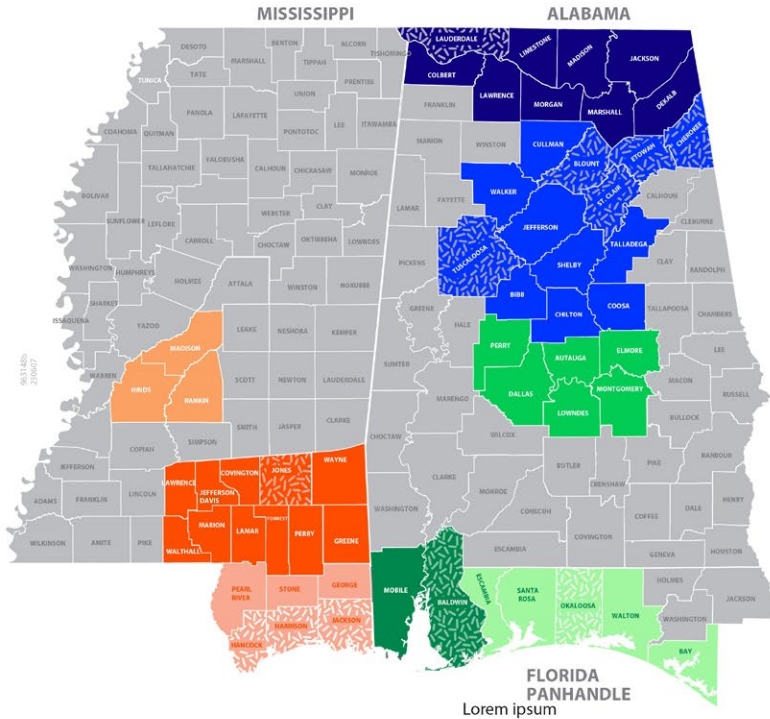 MISSISSIPPI
ALABAMA
DESOTO
MARSHALL
BENTON
TIPPAH
ALCORN
TISHOMINGO
TUNICA
TATE
PRENTISS
UNION
PANOLA
LAFAYETTE
COAHOMA
QUITMAN
PONTOTOC
LEE
ITAWAMBA
TALLAHATCHIE
YALOBUSHA
CALHOUN
CHICKASAW
MONROE
BOLIVAR
SUNFLOWER
LEFLORE
WEBSTER
CLAY
CARROLL
CHOCTAW
OKTIBBEHA
LOWNDES
WASHINGTON
HUMPHREYS
HOLMES
ATTALA
WINSTON
NOXUBEE
SHARKEY
ISSAQUENA
YAZOO
LEAKE
NESHOBA
KEMPER
MADISON
WARREN
HINDS
RANKIN
SCOTT
NEWTON
LAUDERDALE
COPIAH
SIMPSON
SMITH
JASPER
CLARKE
JEFFERSON
ADAMS
FRANKLIN
LINCOLN
LAWRENCE
JEFFERSON
DAVIS
COVINGTON
JONES
WAYNE
WILKINSON
AMITE
PIKE
WALTHALL
MARION
LAMAR
FORREST
PERRY
GREENE
PEARL
RIVER
STONE
GEORGE
HANCOCK
HARRISON
JACKSON
LAUDERDALE
LIMESTONE
MADISON
JACKSON
COLBERT
LAWRENCE
MORGAN
MARSHALL
DEKALB
FRANKLIN
MARION
WINSTON
CULLMAN
BLOUNT
ETOWAH
CHEROKEE
WALKER
ST. CLAIR
CALHOUN
LAMAR
FAYETTE
JEFFERSON
CLEBURNE
TUSCALOOSA
TALLADEGA
PICKENS
SHELBY
CLAY
RANDOLPH
BIBB
CHILTON
COOSA
TALLAPOOSA
CHAMBERS
GREENE
HALE
PERRY
AUTAUGA
ELMORE
LEE
SUMTER
MARENGO
DALLAS
LOWNDES
MONTGOMERY
MACON
RUSSELL
BULLOCK
CHOCTAW
WILCOX
BUTLER
CRENSHAW
PIKE
BANBOUR
CLARKE
MONROE
CONECUH
COVINGTON
COFFEE
DALE
HENRY
WASHINGTON
ESCAMBIA
GENEVA
HOUSTON
MOBILE
BALDWIN
ESCAMBIA
SANTA
ROSA
OKALOOSA
WALTON
HOLMES
WASHINGTON
JACKSON
BAY
FLORIDA
PANHANDLE
Lorem ipsum
963148b
230607